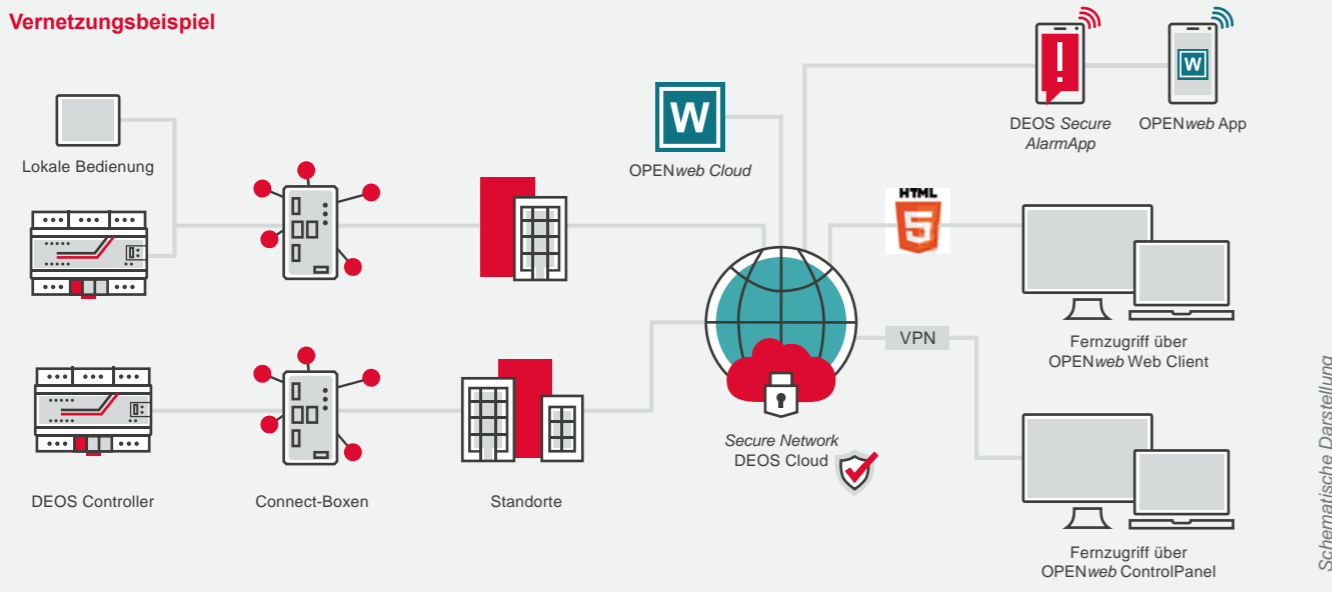 Vernetzungsbeispiel
Lokale Bedienung
W
OPENweb Cloud
W
DEOS Secure
AlarmApp
OPENweb App
HTML
5
Fernzugriff über
OPENweb Web Client
VPN
Secure Network
DEOS Cloud
DEOS Controller
Connect-Boxen
Standorte
Fernzugriff über
OPENweb ControlPanel
Schematische Darstellung